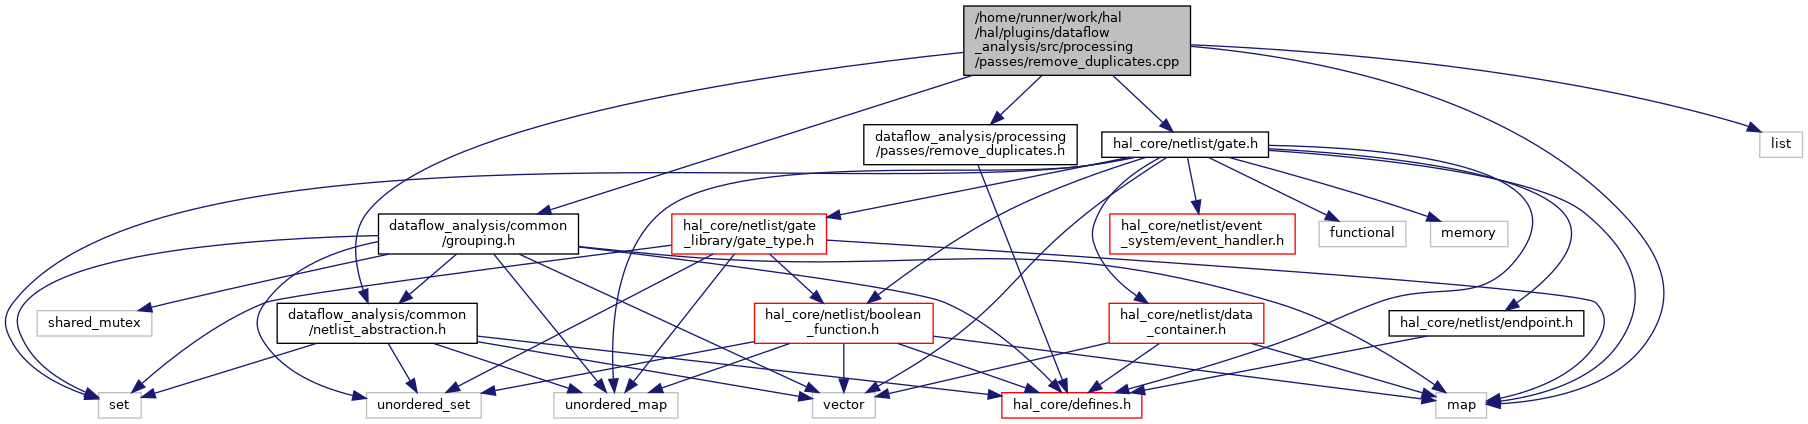 /home/runner/work/hal
/hal/plugins/dataflow
_analysis/src/processing
/passes/remove_duplicates.cpp
dataflow_analysis/processing
/passes/remove_duplicates.h
hal_core/netlist/gate.h
list
dataflow_analysis/common
/grouping.h
hal_core/netlist/gate
_library/gate_type.h
hal_core/netlist/event
_system/event_handler.h
functional
memory
shared_mutex
dataflow_analysis/common
/netlist_abstraction.h
hal_core/netlist/boolean
_function.h
hal_core/netlist/data
_container.h
hal_core/netlist/endpoint.h
set
unordered_set
unordered_map
vector
hal_core/defines.h
map